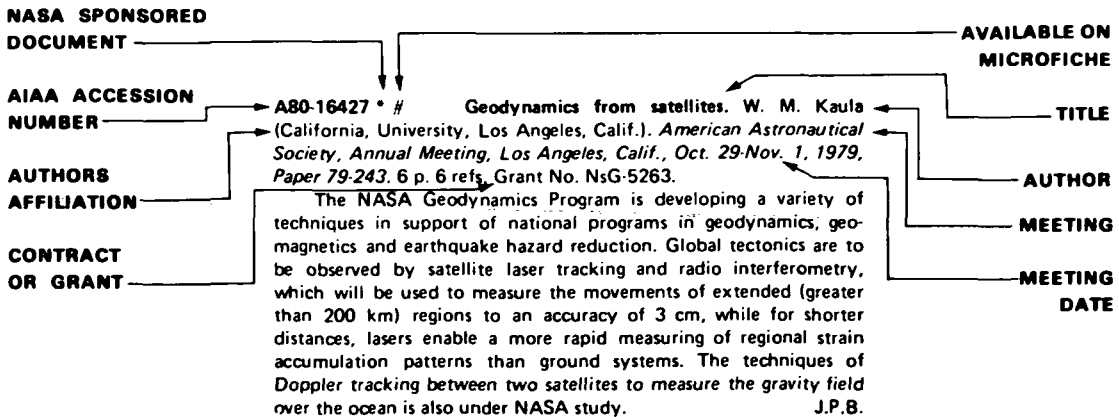 NASA SPONSORED
DOCUMENT
AVAILABLE ON
MICROFICHE
AIAA ACCESSION
NUMBER
TITLE
AUTHORS
AFFILIATION
AUTHOR
MEETING
CONTRACT
OR GRANT
MEETING
DATE
A80-16427 * # Geodynamics from satellites. W. M. Kaula
(California, University, Los Angeles, Calif.). American Astronautical
Society, Annual Meeting, Los Angeles, Calif., Oct. 29-Nov. 1, 1979,
Paper 79-243. 6 p. 6 refs. Grant No. NsG-5263.
The NASA Geodynamics Program is developing a variety of
techniques in support of national programs in geodynamics, geo-
magnetics and earthquake hazard reduction. Global tectonics are to
be observed by satellite laser tracking and radio interferometry,
which will be used to measure the movements of extended (greater
than 200 km) regions to an accuracy of 3 cm, while for shorter
distances, lasers enable a more rapid measuring of regional strain
accumulation patterns than ground systems. The techniques of
Doppler tracking between two satellites to measure the gravity field
over the ocean is also under NASA study. J.P.B.